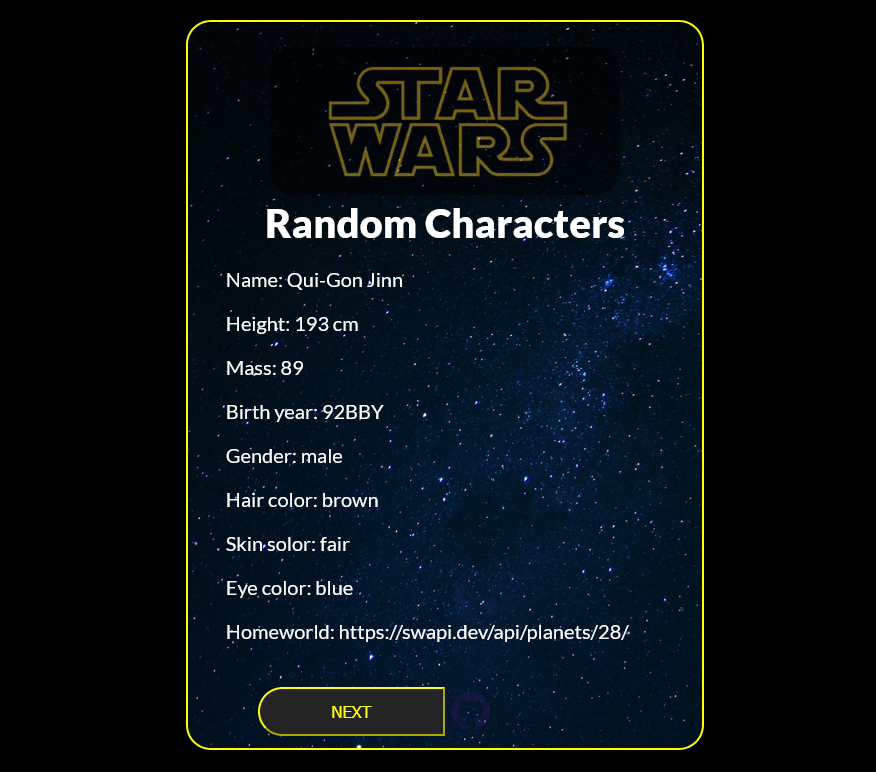 STAR
WARS
Random Characters
Name: Qui-Gon Jinn
Height: 193 cm
Mass: 89
Birth year: 92BBY
Gender: male
Hair color: brown
Skin solor: fair
Eye color: blue
Homeworld: https://swapi.dev/api/planets/28/
NEXT